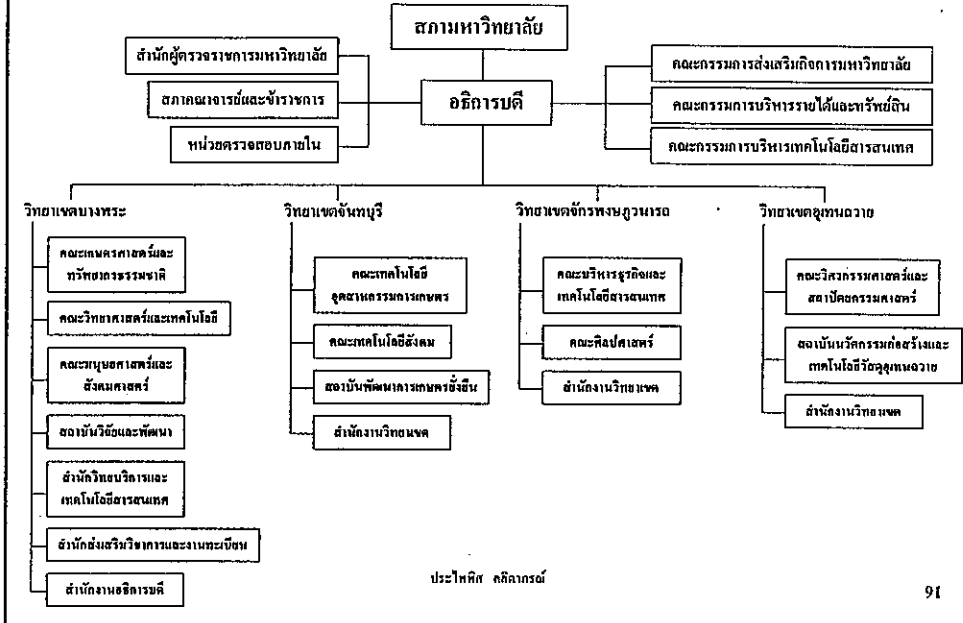 สภามหาวิทยาลัย
สำนักผู้ตรวจราชการมหาวิทยาลัย
สภาคณาจารย์และข้าราชการ
หน่วยตรวจสอบภายใน
อธิการบดี
คณะกรรมการส่งเสริมกิจการมหาวิทยาลัย
คณะกรรมการบริหารรายได้และทรัพย์สิน
คณะกรรมการบริหารเทคโนโลยีสารสนเทศ
วิทยาเขตบางพระ
คณะเกษตรศาสตร์และ
ทรัพยากรธรรมชาติ
คณะวิทยาศาสตร์และเทคโนโลยี
คณะมนุษยศาสตร์และ
สังคมศาสตร์
สถาบันวิจัยและพัฒนา
สำนักวิทยบริการและ
เทคโนโลยีสารสนเทศ
สำนักส่งเสริมวิชาการและงานทะเบียน
สำนักงานอธิการบดี
วิทยาเขตจันทบุรี
คณะเทคโนโลยี
อุตสาหกรรมการเกษตร
คณะเทคโนโลยีสังคม
สถาบันพัฒนาการเกษตรยั่งยืน
สำนักงานวิทยเขต
วิทยาเขตจักรพงษภูวนารถ
คณะบริหารธุรกิจและ
เทคโนโลยีสารสนเทศ
คณะศิลปศาสตร์
สำนักงานวิทยาเขต
วิทยาเขตอุเทนถวาย
คณะวิศวกรรมศาสตร์และ
สถาปัตยกรรมศาสตร์
สถาบันนวัตกรรมก่อสร้างและ
เทคโนโลยีวัสดุอุเทนถวาย
สำนักงานวิทยเขต
ประไพพิศ
91